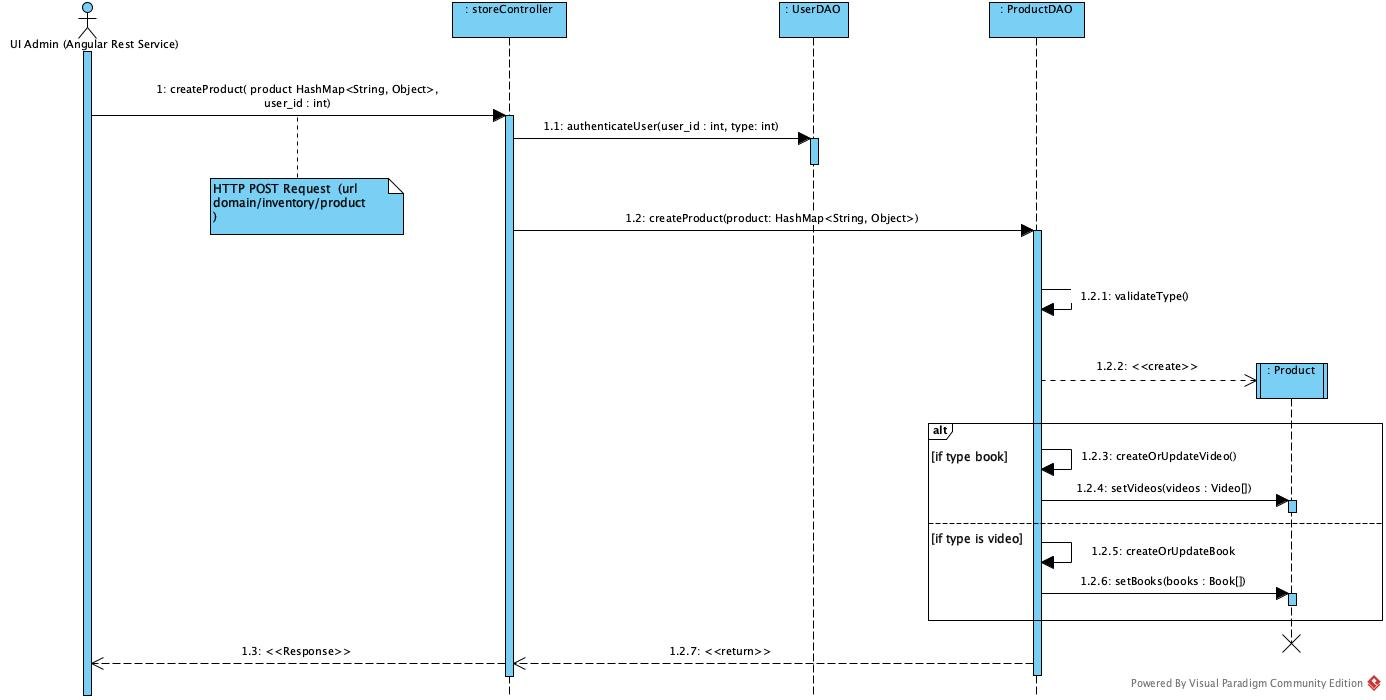 : storeController
: UserDAO
: ProductDAO
UI Admin (Angular Rest Service)
1: createProduct( product HashMap<String, Object>,
user_id : int)
1.1: authenticateUser(user_id : int, type: int)
HTTP POST Request  (url
domain/inventory/product
)
1.2: createProduct(product: HashMap<String, Object>)
1.2.1: validateType()
1.2.2: <<create>>
: Product
alt
[if type book]
1.2.3: createOrUpdateVideo()
1.2.4: setVideos(videos : Video[])
[if type is video]
1.2.5: createOrUpdateBook
1.2.6: setBooks(books : Book[])
1.3: <<Response>>
1.2.7: <<return>>
Powered By Visual Paradigm Community Edition